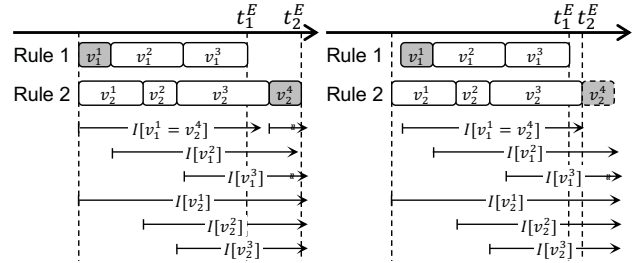 $t_1^E$ $t_2^E$ $t_1^E$ $t_2^E$
Rule 1 $v_1^1$ $v_1^2$ $v_1^3$ Rule 1 $v_1^1$ $v_1^2$ $v_1^3$
Rule 2 $v_2^1$ $v_2^2$ $v_2^3$ $v_2^4$ Rule 2 $v_2^1$ $v_2^2$ $v_2^3$ $v_2^4$
$I[v_1^1 = v_2^4]$ $I[v_1^1 = v_2^4]$
$I[v_1^2]$ $I[v_1^2]$
$I[v_1^3]$ $I[v_1^3]$
$I[v_2^1]$ $I[v_2^1]$
$I[v_2^2]$ $I[v_2^2]$
$I[v_2^3]$ $I[v_2^3]$